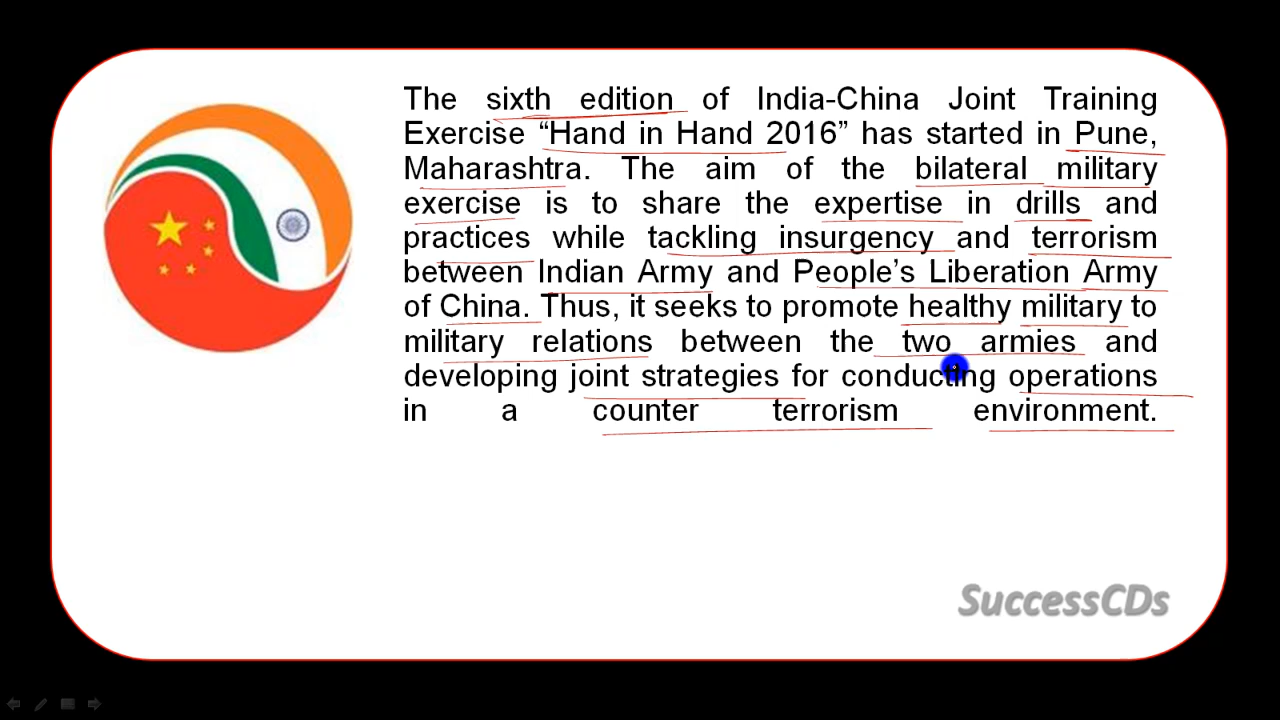 The sixth edition of India-China Joint Training
Exercise “Hand in Hand 2016” has started in Pune,
Maharashtra. The aim of the bilateral military
exercise is to share the expertise in drills and
practices while tackling insurgency and terrorism
between Indian Army and People’s Liberation Army
of China. Thus, it seeks to promote healthy military to
military relations between the two armies and
developing joint strategies for conducting operations
in a counter terrorism environment.
SuccessCDs